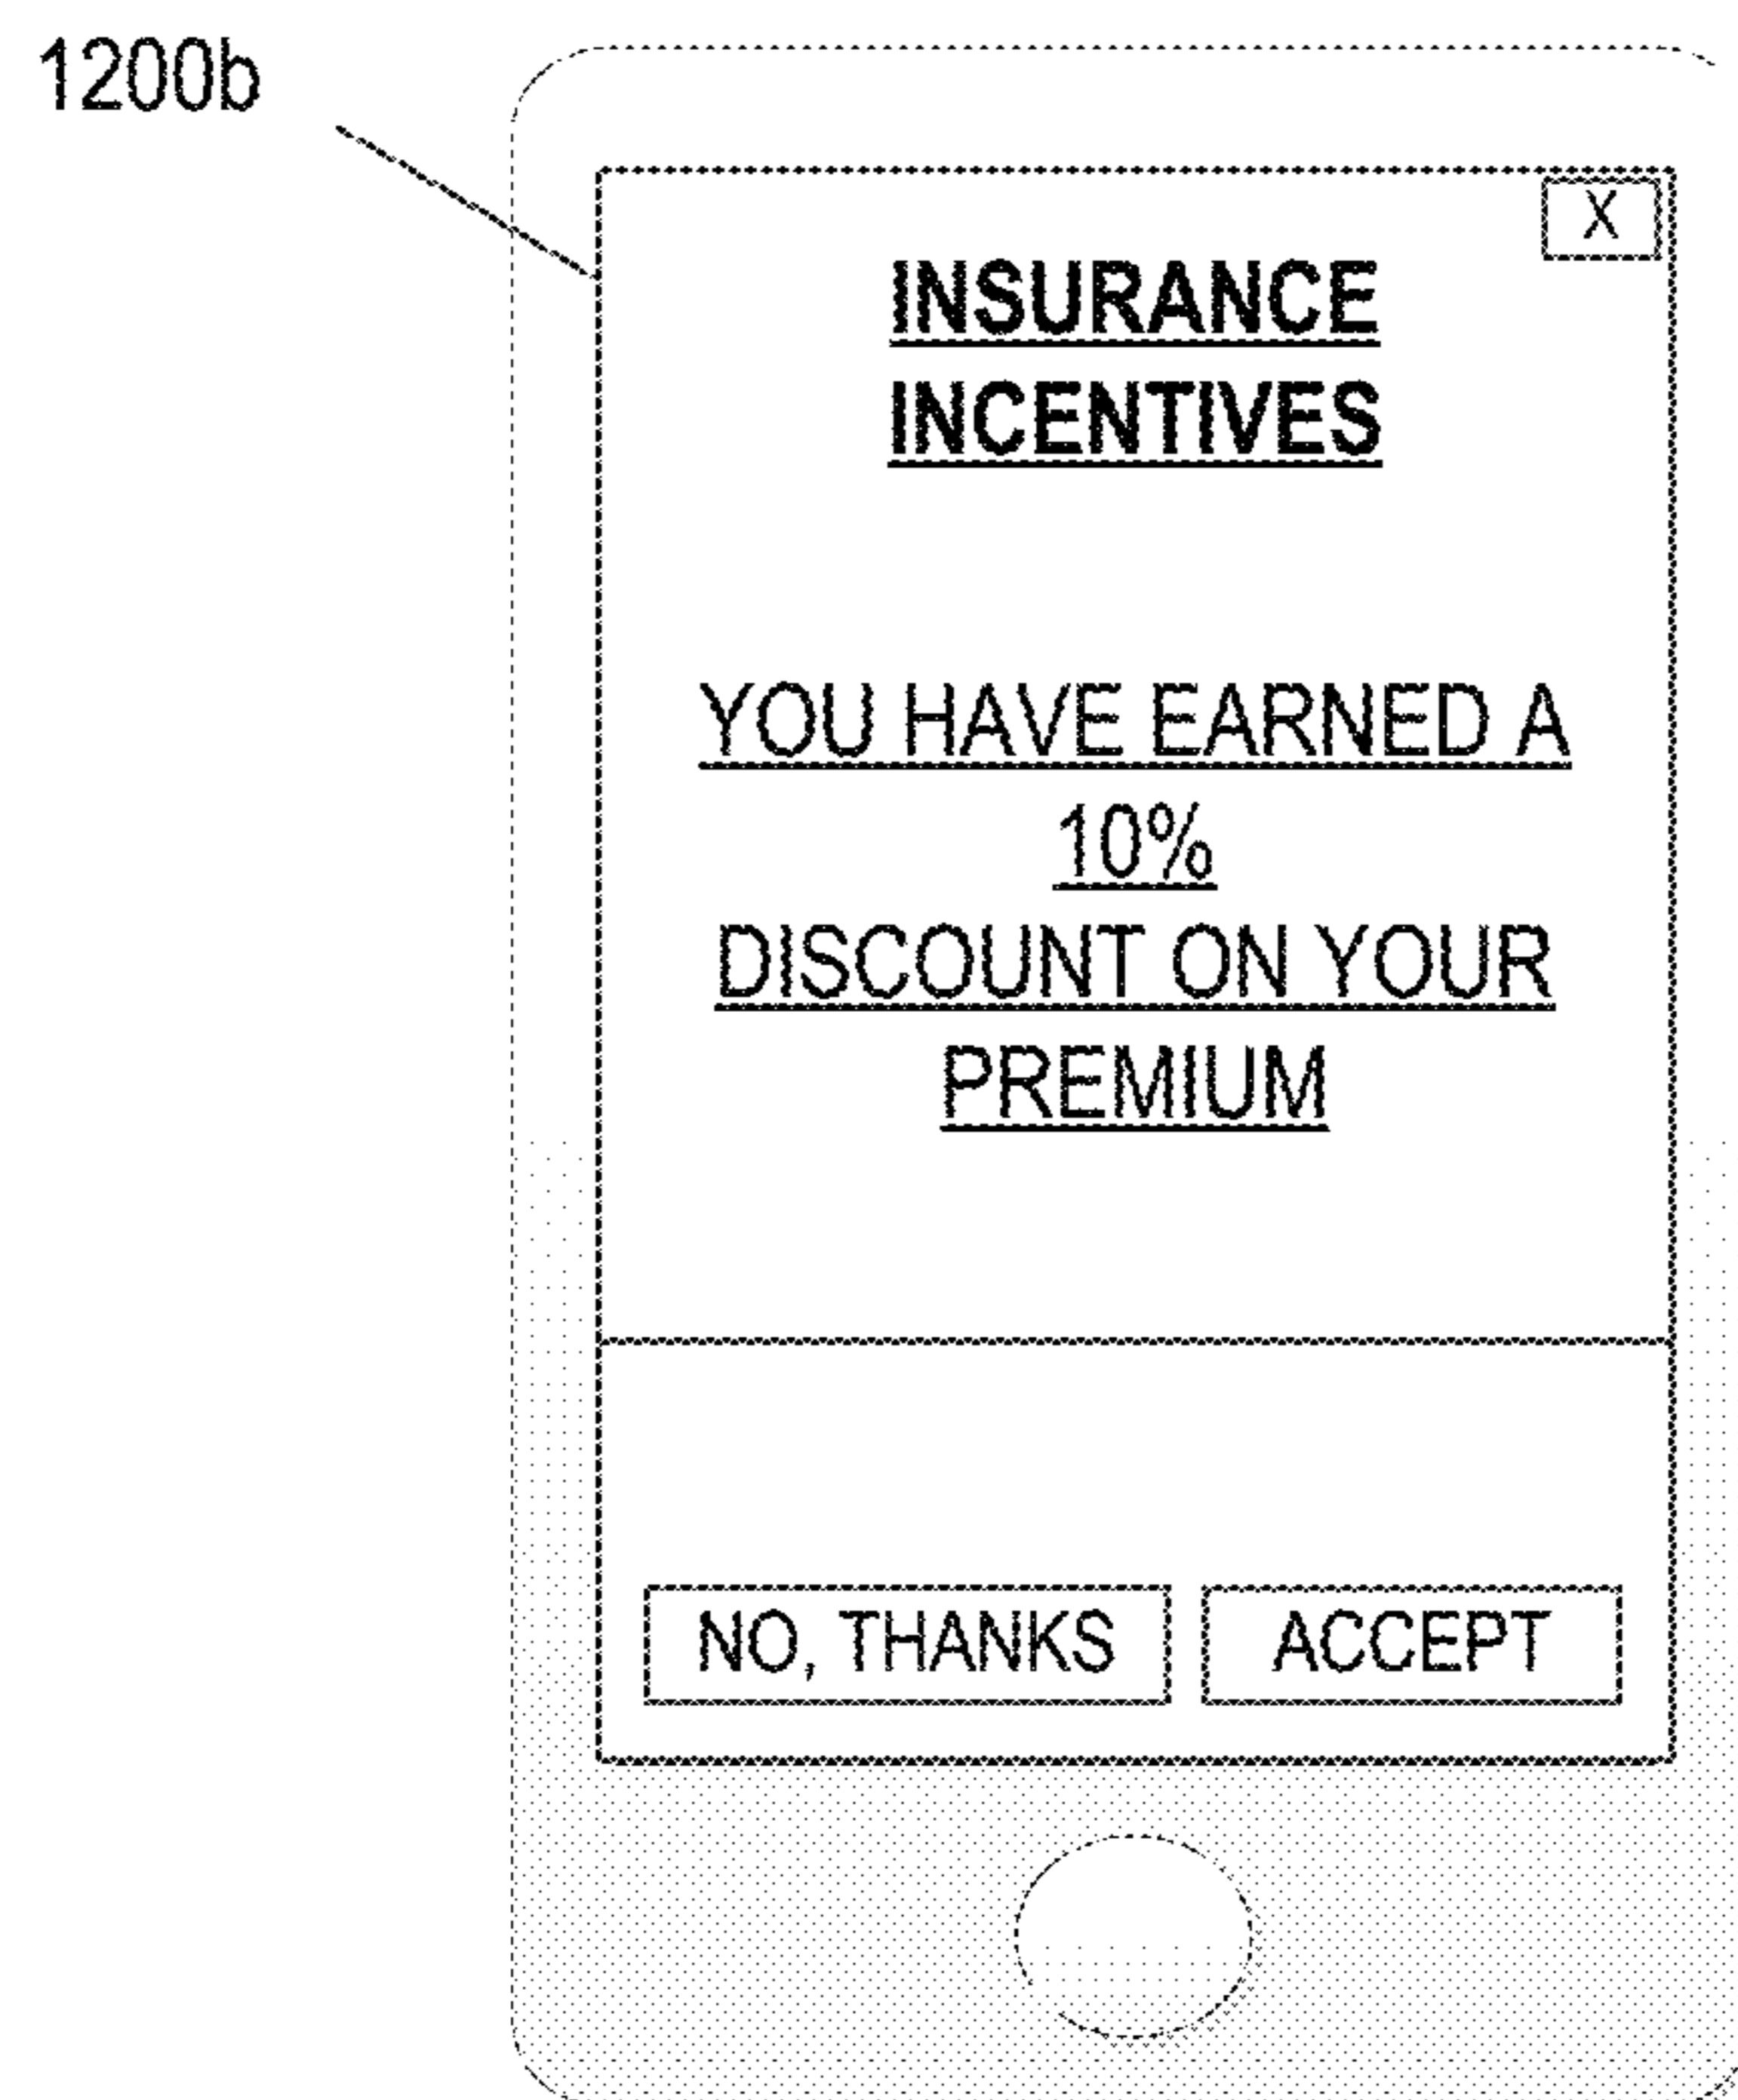 1200b
X
INSURANCE
INCENTIVES
YOU HAVE EARNED A
10%
DISCOUNT ON YOUR
PREMIUM
NO, THANKS
ACCEPT